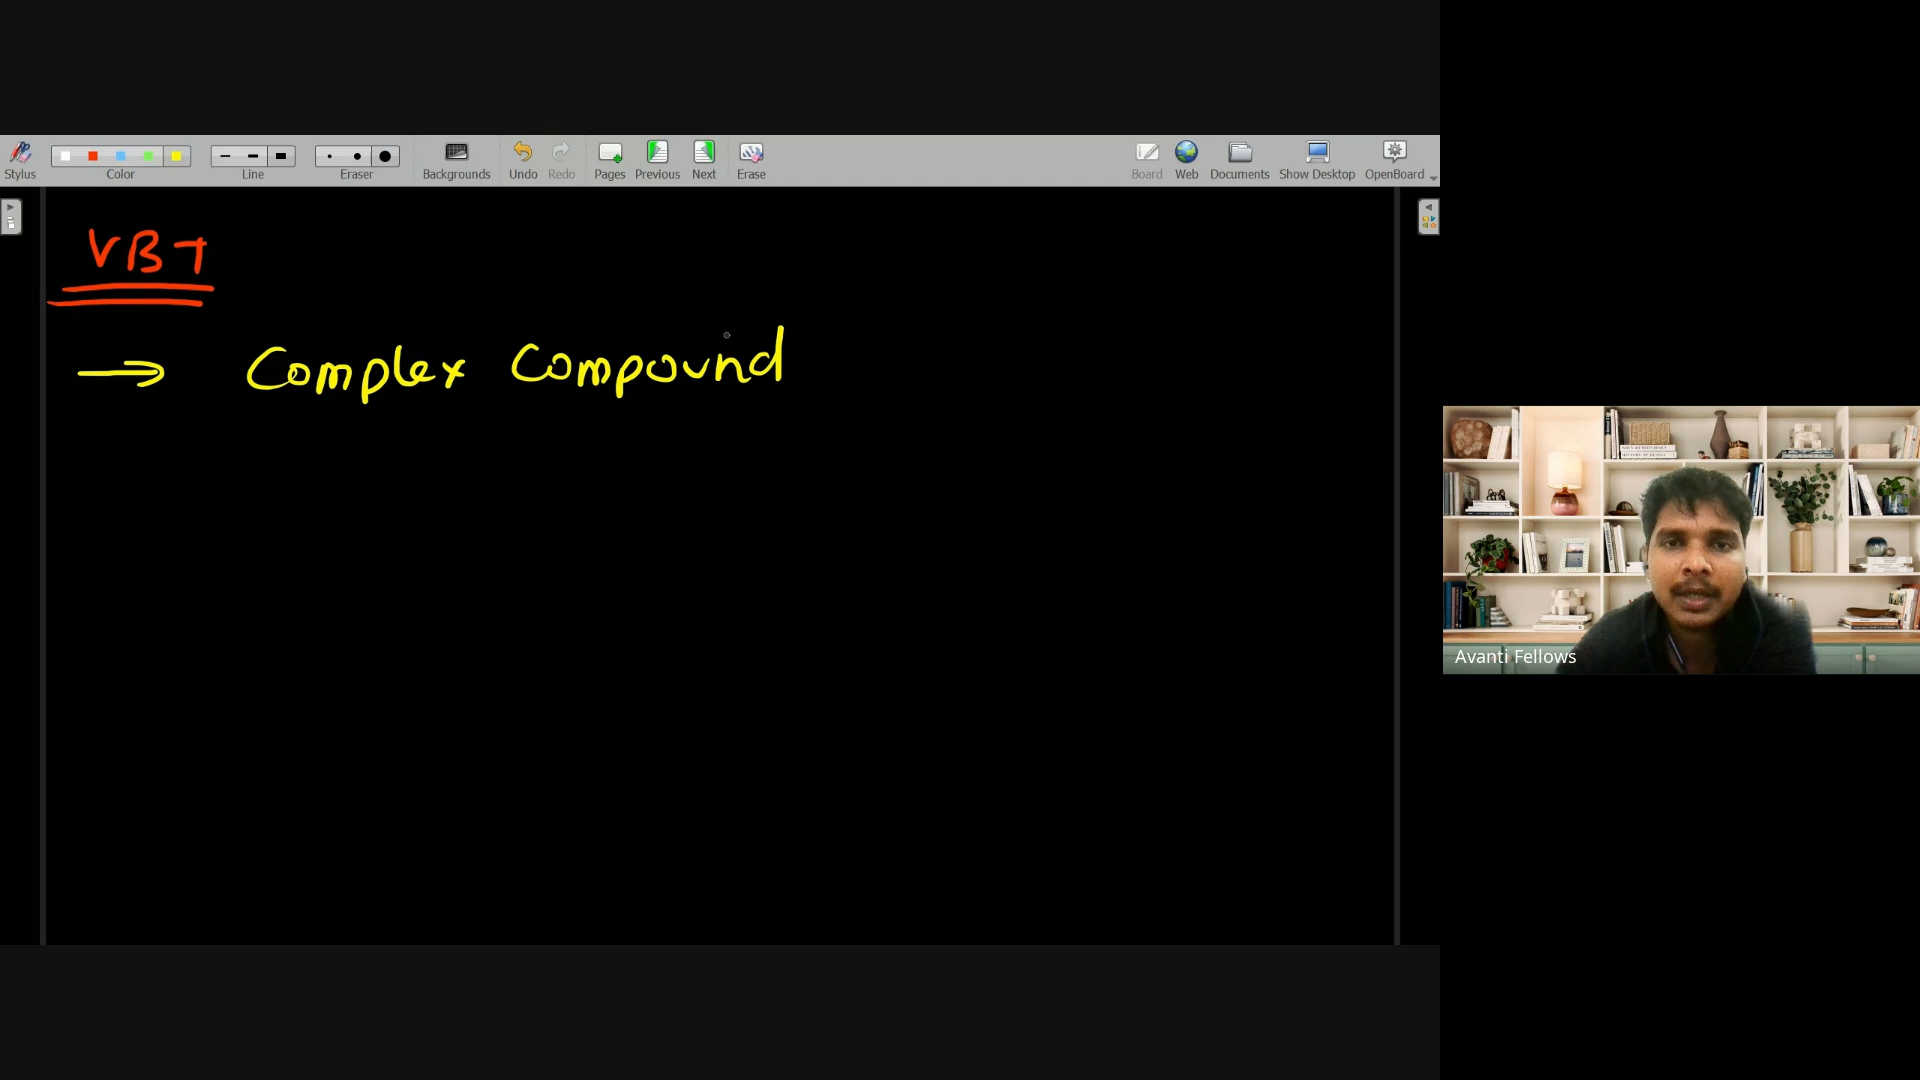 Stylus Color Line Eraser Backgrounds Undo Redo Pages Previous Next Erase Board Web Documents Show Desktop OpenBoard
VBT
→ Complex Compound
Avanti Fellows